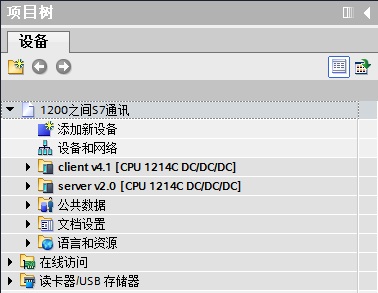 项目树
设备
1200之间S7通讯
添加新设备
设备和网络
client v4.1 [CPU 1214C DC/DC/DC]
server v2.0 [CPU 1214C DC/DC/DC]
公共数据
文档设置
语言和资源
在线访问
读卡器/USB 存储器